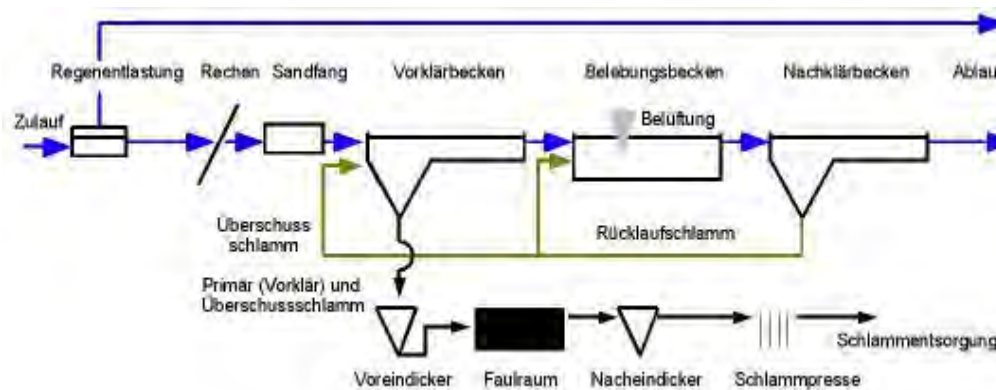 Regenentlastung Rechen Sandfang Vorklärbecken Belebungsbecken Nachklärbecken Ablau
Zulauf
Belüftung
Überschuss
schlamm
Rücklaufschlamm
Primär (Vorklär) und
Überschussschlamm
Schlammentsorgung
Voreindicker Faulraum Nacheindicker Schlammpresse